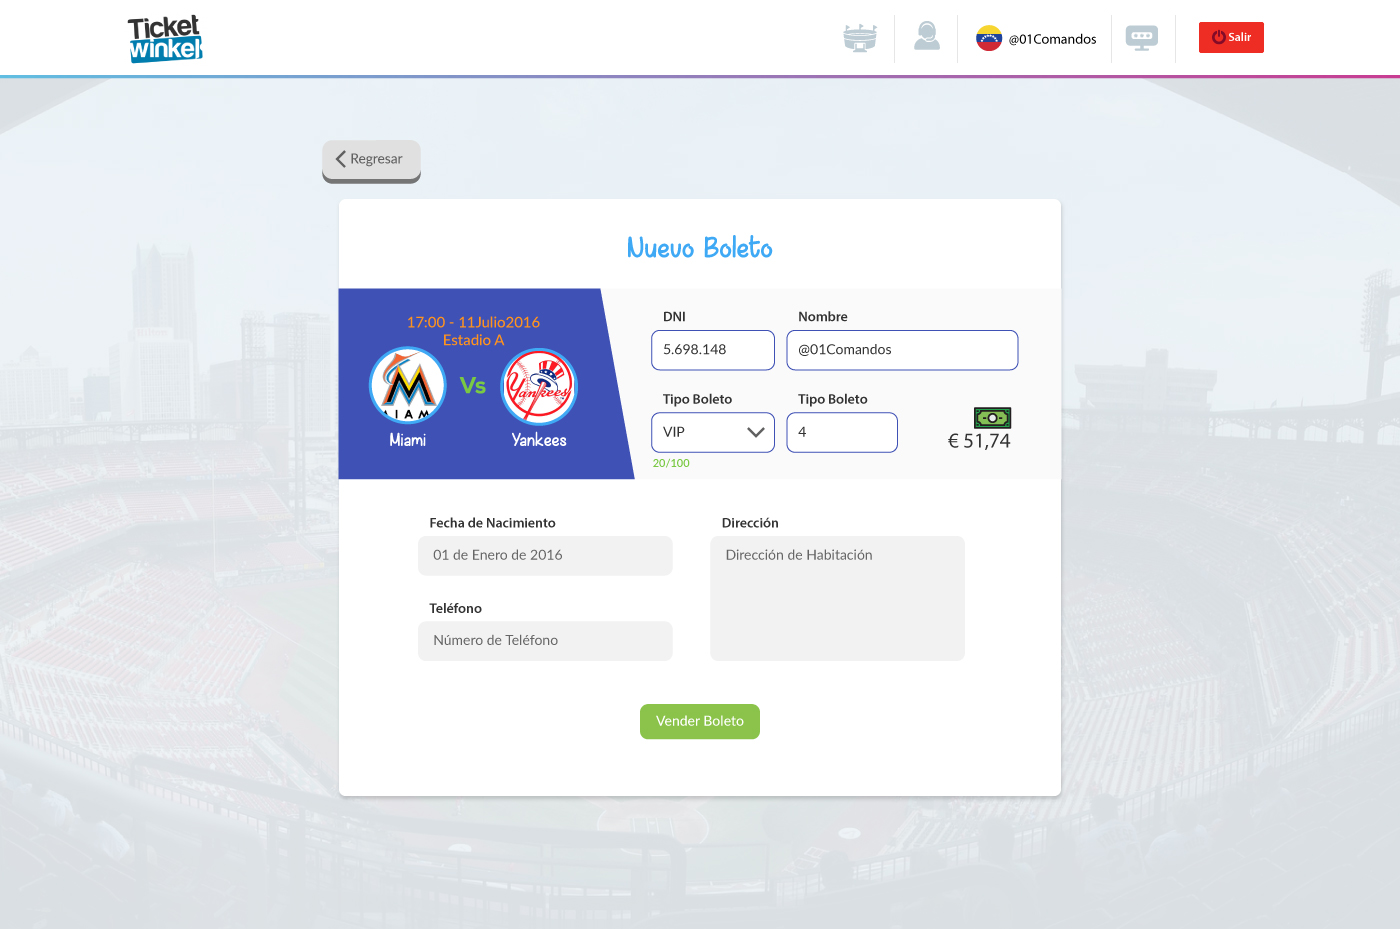 Ticket
winkel
@01Comandos
Salir
Regresar
Nuevo Boleto
17:00 - 11Julio2016
Estadio A
MIAM
Vs
Yankees
Miami
Yankees
DNI
Nombre
5.698.148
@01Comandos
Tipo Boleto
Tipo Boleto
VIP
4
€ 51,74
20/100
Fecha de Nacimiento
Dirección
01 de Enero de 2016
Dirección de Habitación
Teléfono
Número de Teléfono
Vender Boleto